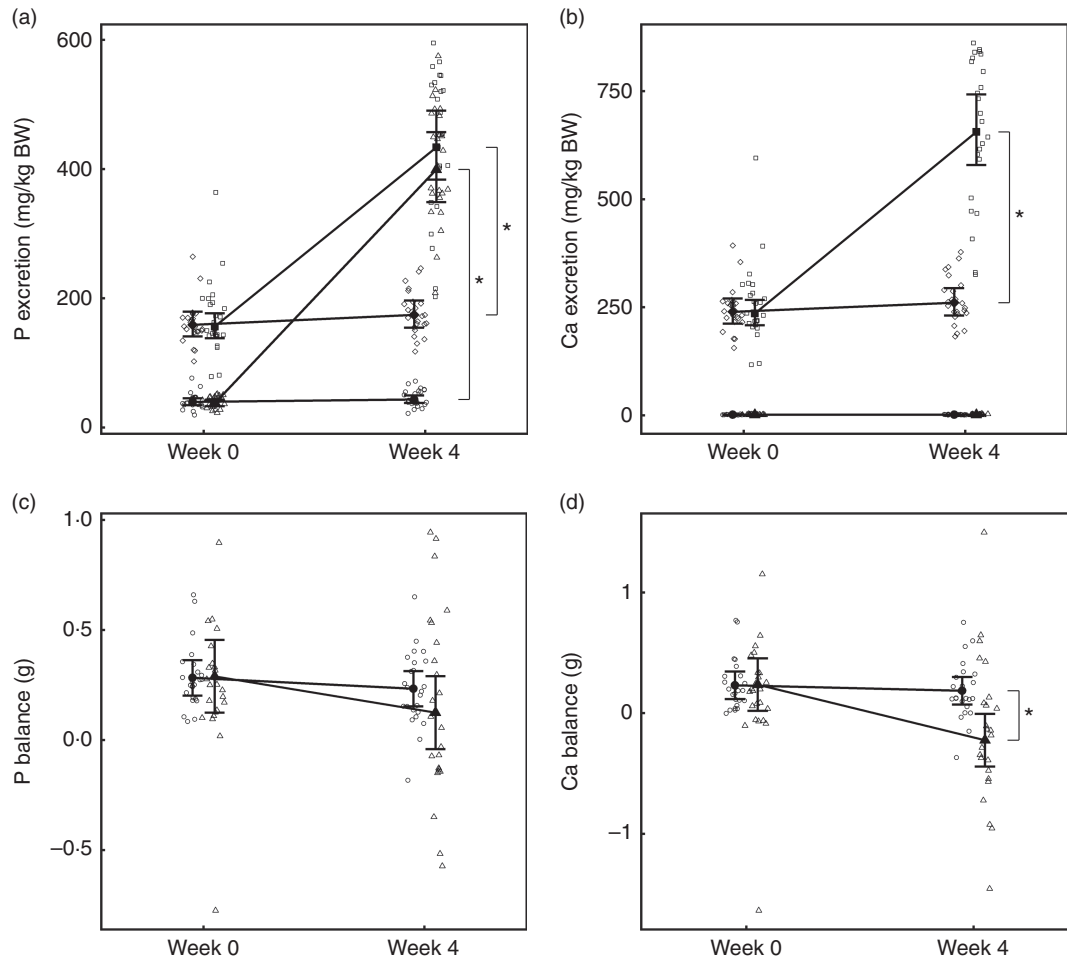 (a)
600
400
200
0
P excretion (mg/kg BW)
*
*
Week 0
Week 4
(b)
750
500
250
0
Ca excretion (mg/kg BW)
*
Week 0
Week 4
(c)
1·0
0·5
0·0
–0·5
P balance (g)
Week 0
Week 4
(d)
1
0
–1
Ca balance (g)
*
Week 0
Week 4